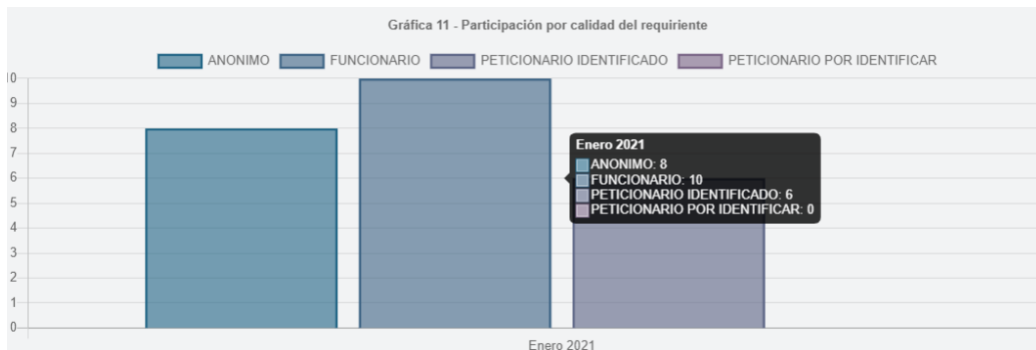 Gráfica 11 - Participación por calidad del requiriente
ANONIMO FUNCIONARIO PETICIONARIO IDENTIFICADO PETICIONARIO POR IDENTIFICAR
10
9
8
7
6
5
4
3
2
1
0
Enero 2021
ANONIMO: 8
FUNCIONARIO: 10
PETICIONARIO IDENTIFICADO: 6
PETICIONARIO POR IDENTIFICAR: 0
Enero 2021